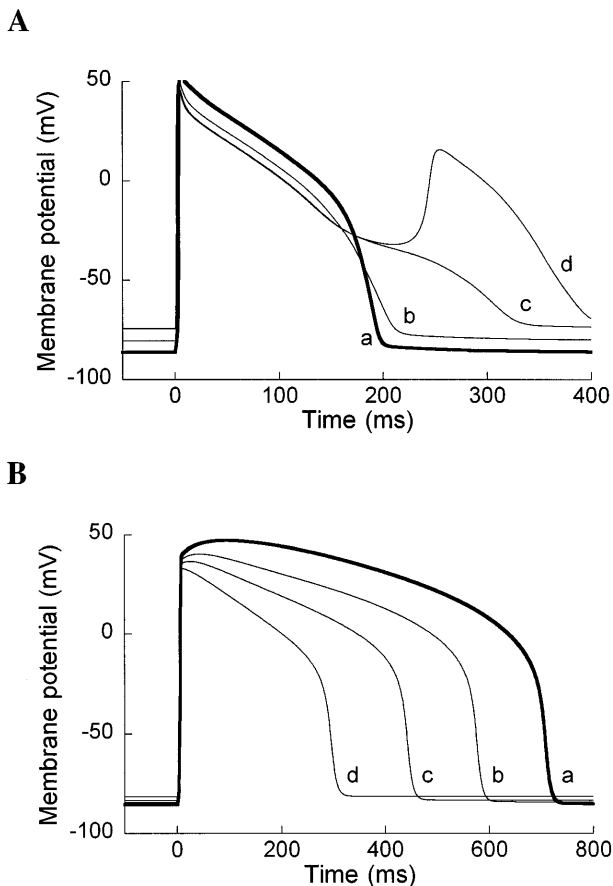 A
Membrane potential (mV)
50
0
-50
-100
a
b
c
d
0
100
200
300
400
Time (ms)
B
Membrane potential (mV)
50
0
-50
-100
d
c
b
a
0
200
400
600
800
Time (ms)